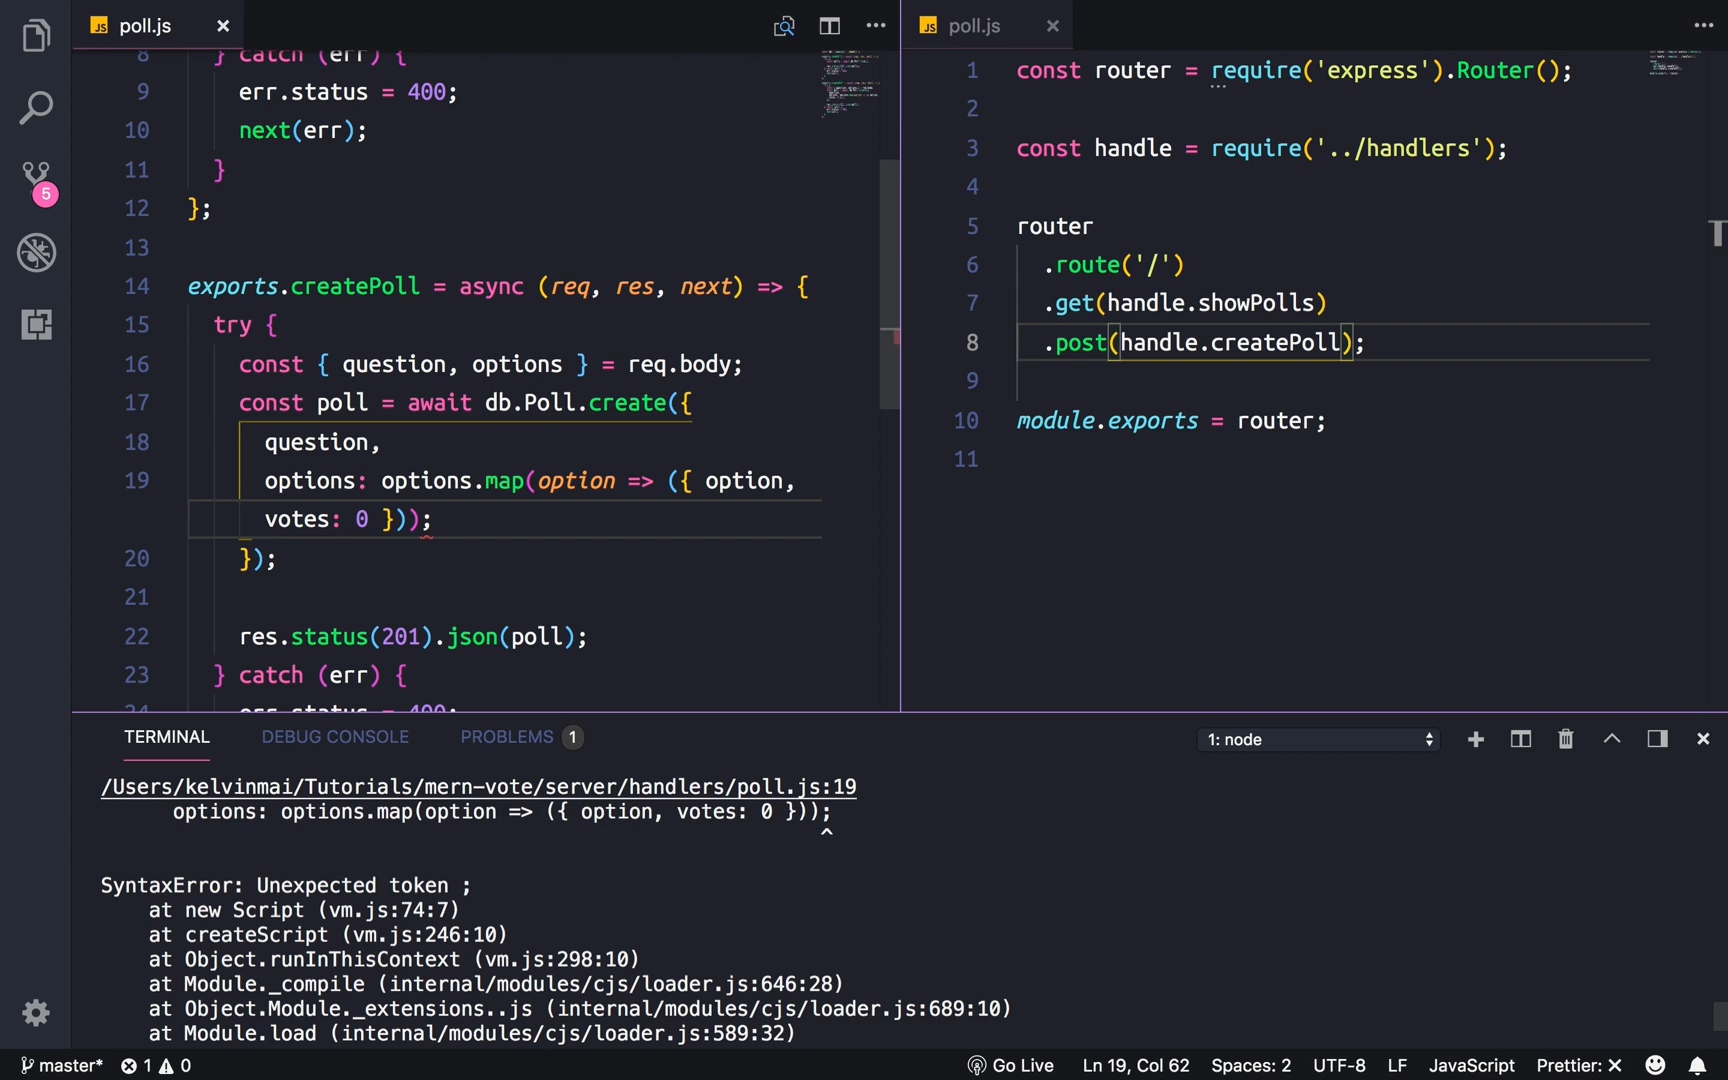 JS poll.js ×
8 } catch (err) {
9 err.status = 400;
10 next(err);
11 }
12 };
13
14 exports.createPoll = async (req, res, next) => {
15 try {
16 const { question, options } = req.body;
17 const poll = await db.Poll.create({
18 question,
19 options: options.map(option => ({ option,
votes: 0 }));
20 });
21
22 res.status(201).json(poll);
23 } catch (err) {
24 err.status = 400;
JS poll.js ×
1 const router = require('express').Router();
2
3 const handle = require('../handlers');
4
5 router
6 .route('/')
7 .get(handle.showPolls)
8 .post(handle.createPoll);
9
10 module.exports = router;
11
5
TERMINAL DEBUG CONSOLE PROBLEMS 1 1: node
/Users/kelvinmai/Tutorials/mern-vote/server/handlers/poll.js:19
options: options.map(option => ({ option, votes: 0 }));
^
SyntaxError: Unexpected token ;
at new Script (vm.js:74:7)
at createScript (vm.js:246:10)
at Object.runInThisContext (vm.js:298:10)
at Module._compile (internal/modules/cjs/loader.js:646:28)
at Object.Module._extensions..js (internal/modules/cjs/loader.js:689:10)
at Module.load (internal/modules/cjs/loader.js:589:32)
master* 1 0 Go Live Ln 19, Col 62 Spaces: 2 UTF-8 LF JavaScript Prettier: ×